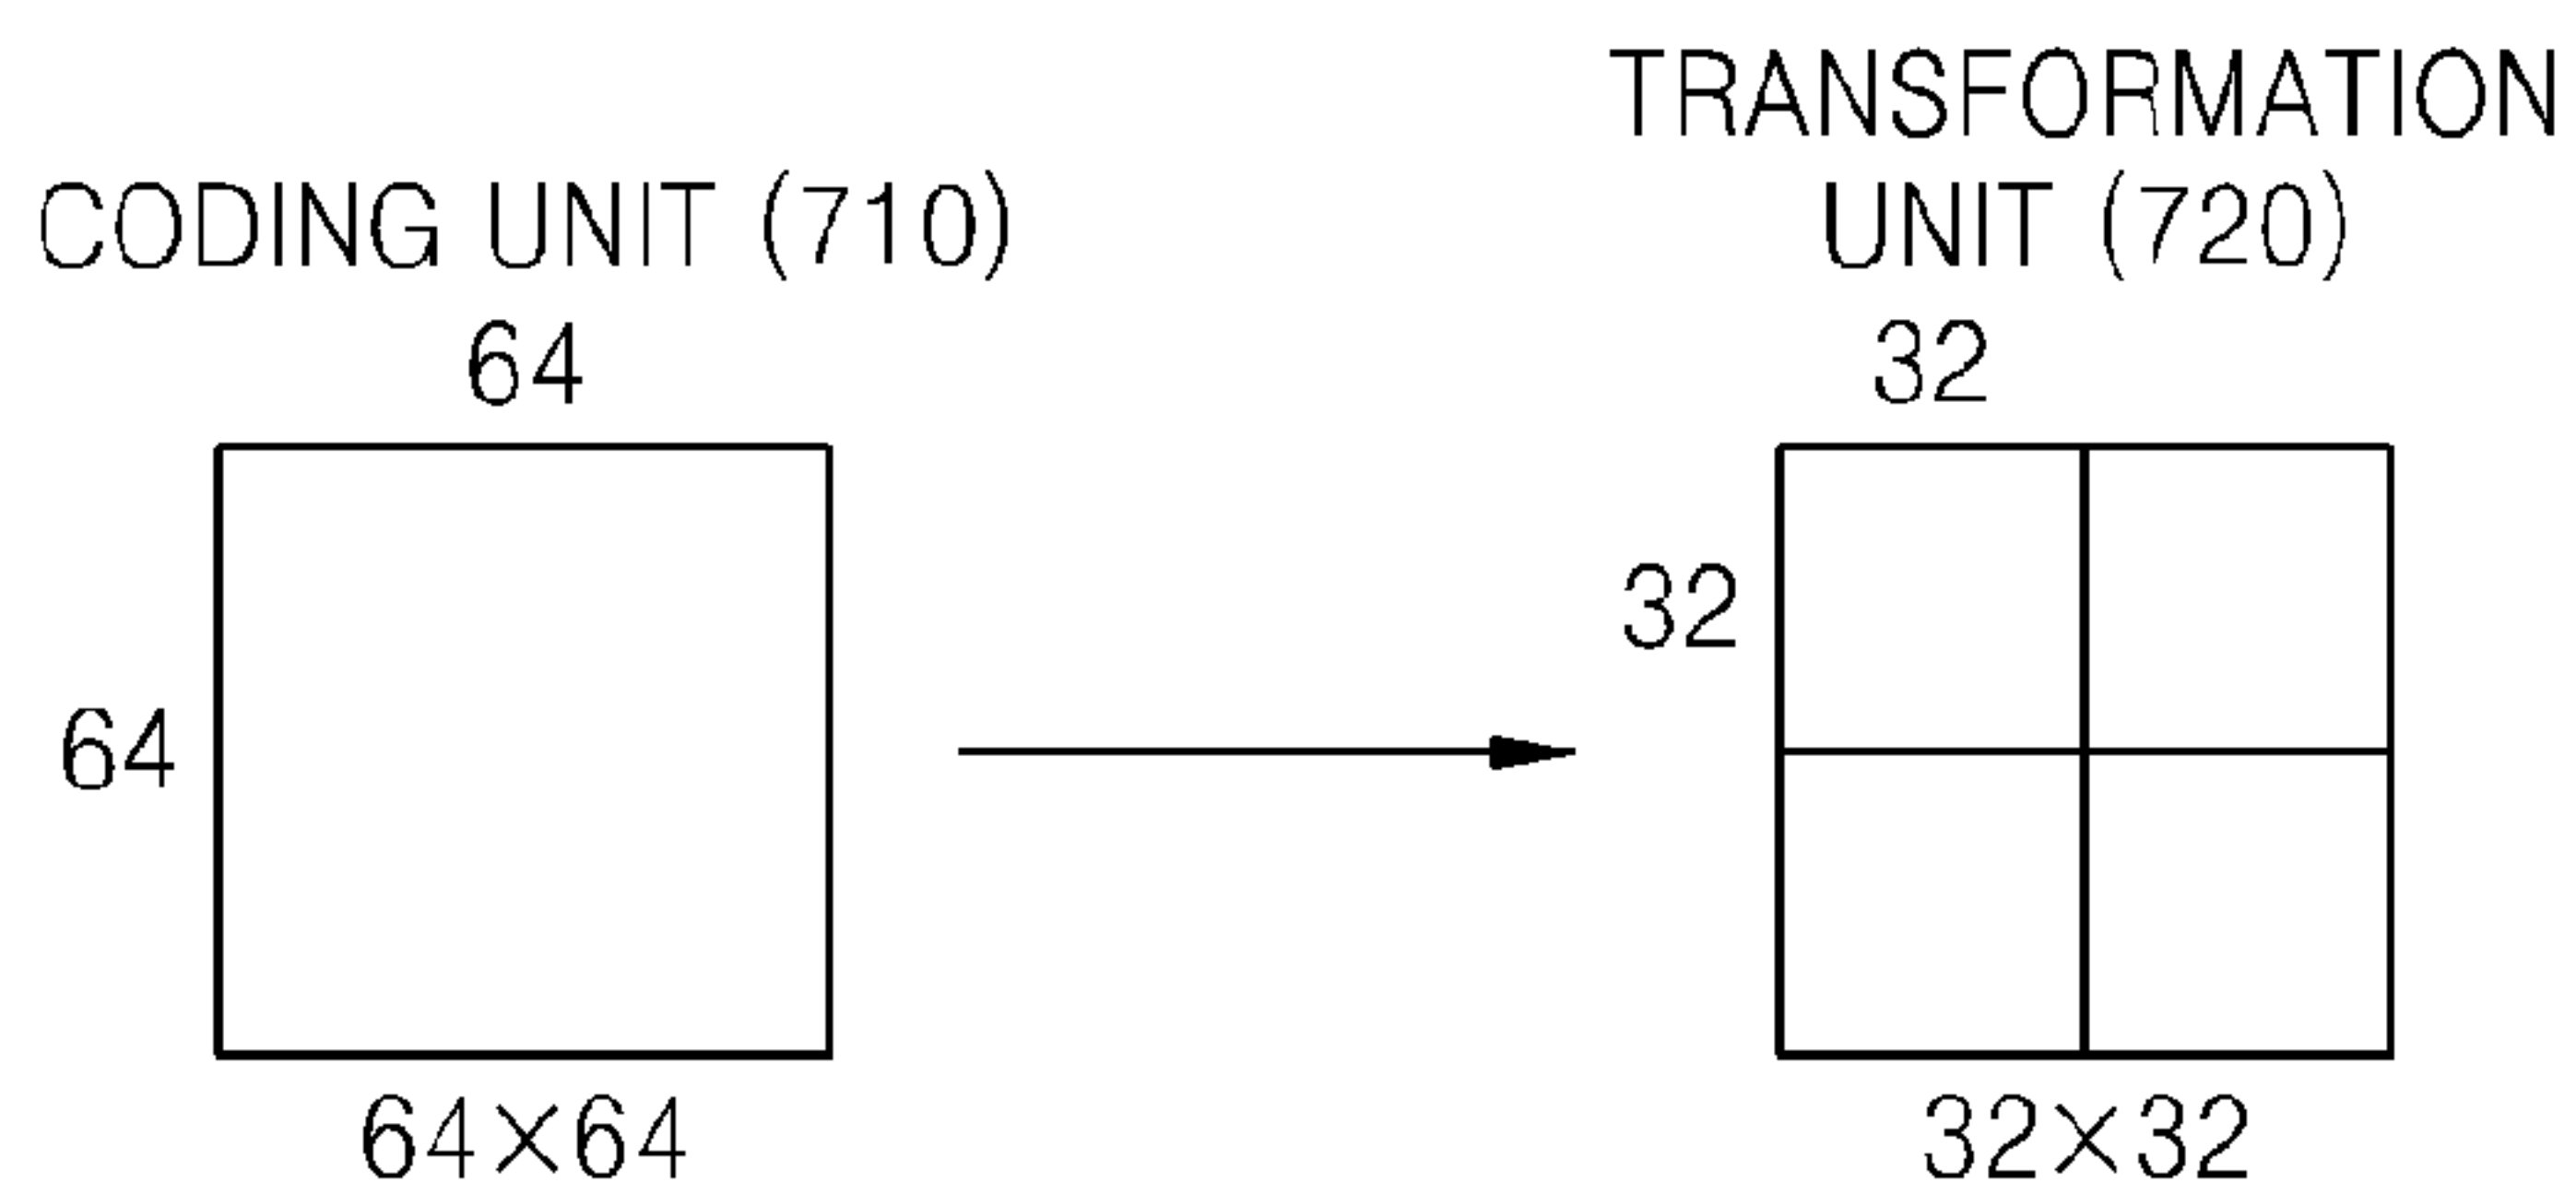 CODING UNIT (710)
64
64
64×64
TRANSFORMATION
UNIT (720)
32
32
32×32